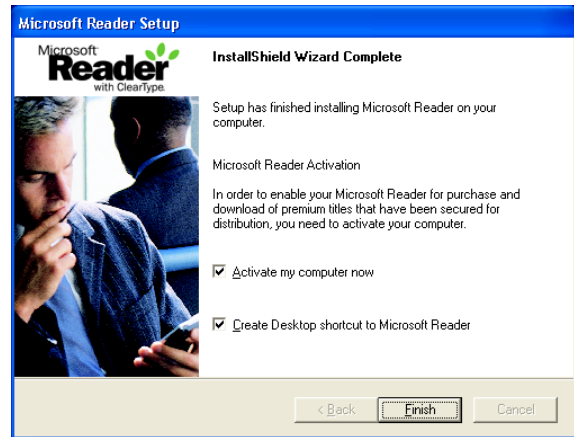 Microsoft Reader Setup
Microsoft
Reader
with ClearType
InstallShield Wizard Complete
Setup has finished installing Microsoft Reader on your
computer.
Microsoft Reader Activation
In order to enable your Microsoft Reader for purchase and
download of premium titles that have been secured for
distribution, you need to activate your computer.
Activate my computer now
Create Desktop shortcut to Microsoft Reader
< Back
Finish
Cancel